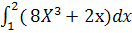 ∫₁²(8X³ + 2x)dx